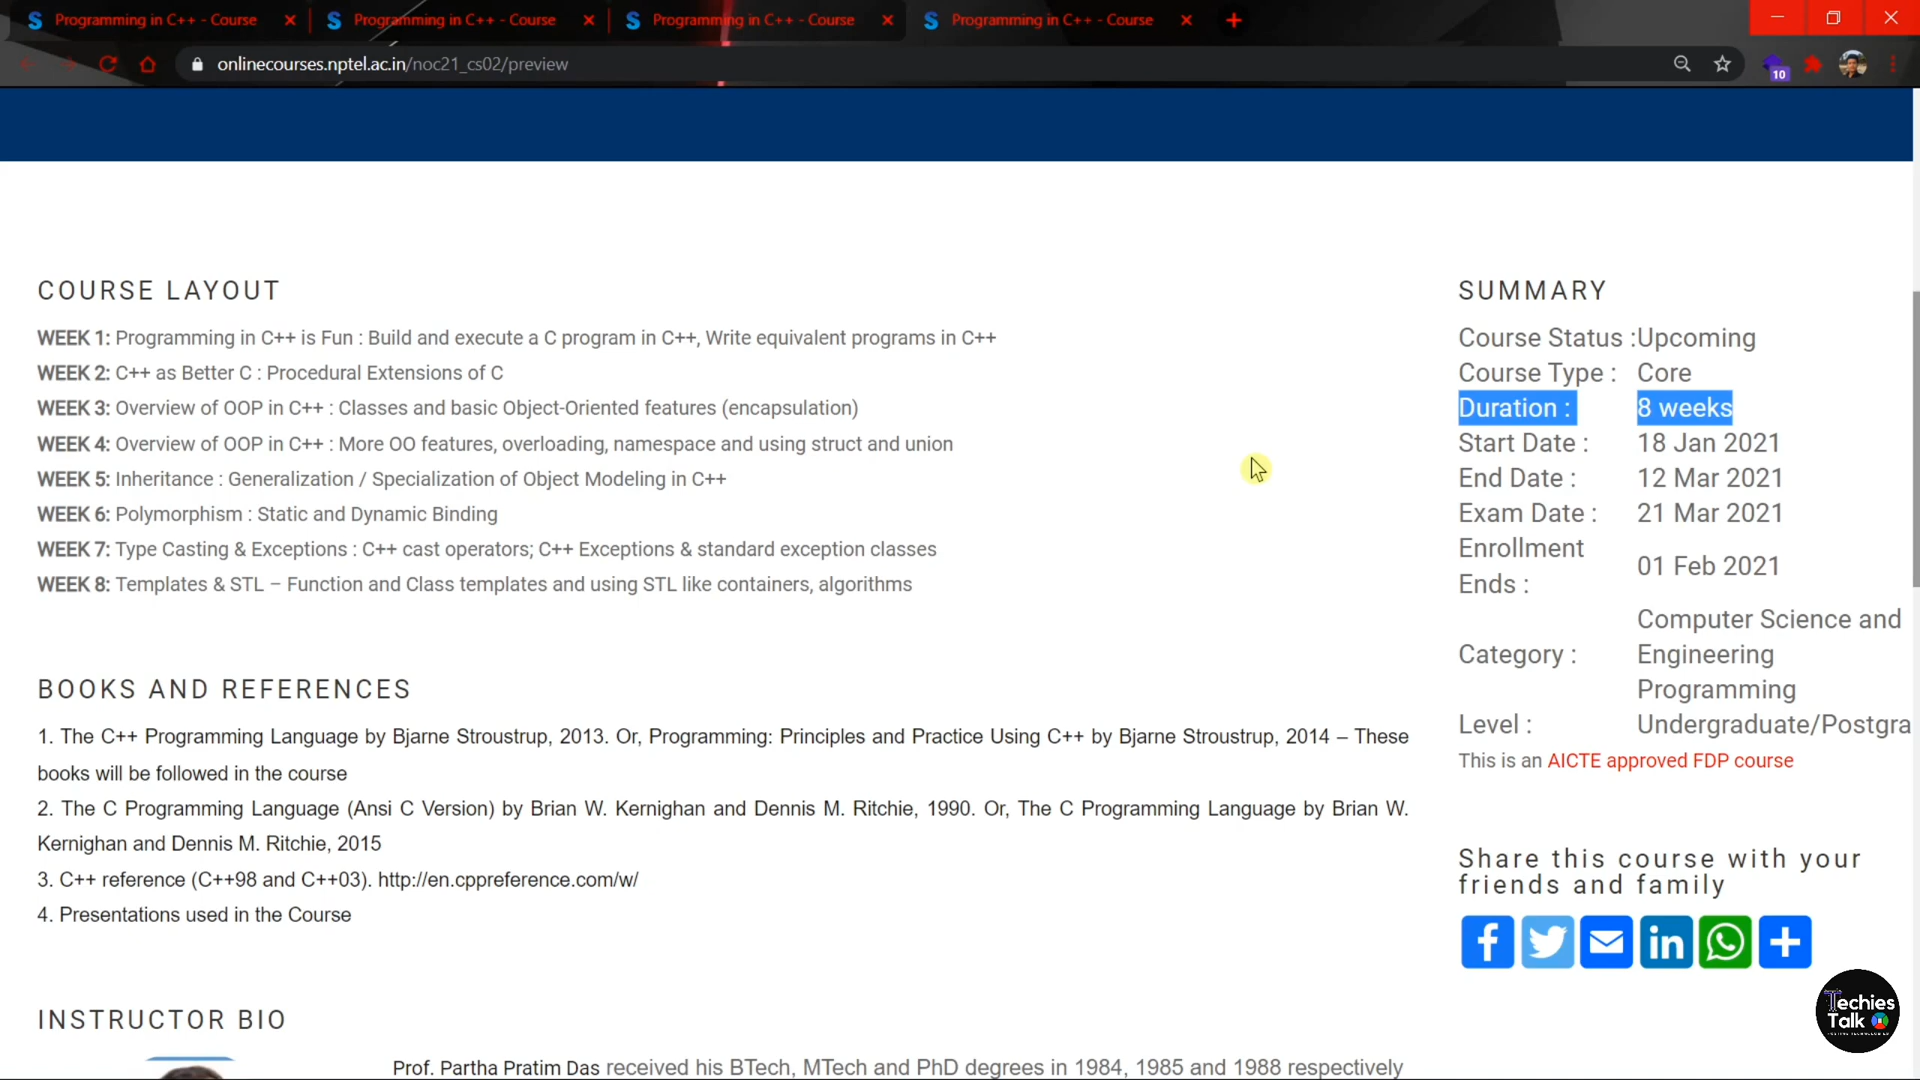 Programming in C++ - Course
Programming in C++ - Course
Programming in C++ - Course
Programming in C++ - Course
onlinecourses.nptel.ac.in/noc21_cs02/preview
10
COURSE LAYOUT
WEEK 1: Programming in C++ is Fun : Build and execute a C program in C++, Write equivalent programs in C++
WEEK 2: C++ as Better C : Procedural Extensions of C
WEEK 3: Overview of OOP in C++ : Classes and basic Object-Oriented features (encapsulation)
WEEK 4: Overview of OOP in C++ : More OO features, overloading, namespace and using struct and union
WEEK 5: Inheritance : Generalization / Specialization of Object Modeling in C++
WEEK 6: Polymorphism : Static and Dynamic Binding
WEEK 7: Type Casting & Exceptions : C++ cast operators; C++ Exceptions & standard exception classes
WEEK 8: Templates & STL – Function and Class templates and using STL like containers, algorithms
BOOKS AND REFERENCES
1. The C++ Programming Language by Bjarne Stroustrup, 2013. Or, Programming: Principles and Practice Using C++ by Bjarne Stroustrup, 2014 – These
books will be followed in the course
2. The C Programming Language (Ansi C Version) by Brian W. Kernighan and Dennis M. Ritchie, 1990. Or, The C Programming Language by Brian W.
Kernighan and Dennis M. Ritchie, 2015
3. C++ reference (C++98 and C++03). http://en.cppreference.com/w/
4. Presentations used in the Course
INSTRUCTOR BIO
Prof. Partha Pratim Das received his BTech, MTech and PhD degrees in 1984, 1985 and 1988 respectively
SUMMARY
Course Status :Upcoming
Course Type : Core
Duration : 8 weeks
Start Date : 18 Jan 2021
End Date : 12 Mar 2021
Exam Date : 21 Mar 2021
Enrollment
Ends : 01 Feb 2021
Computer Science and
Category : Engineering
Programming
Level : Undergraduate/Postgra
This is an AICTE approved FDP course
Share this course with your
friends and family
Techies
Talk